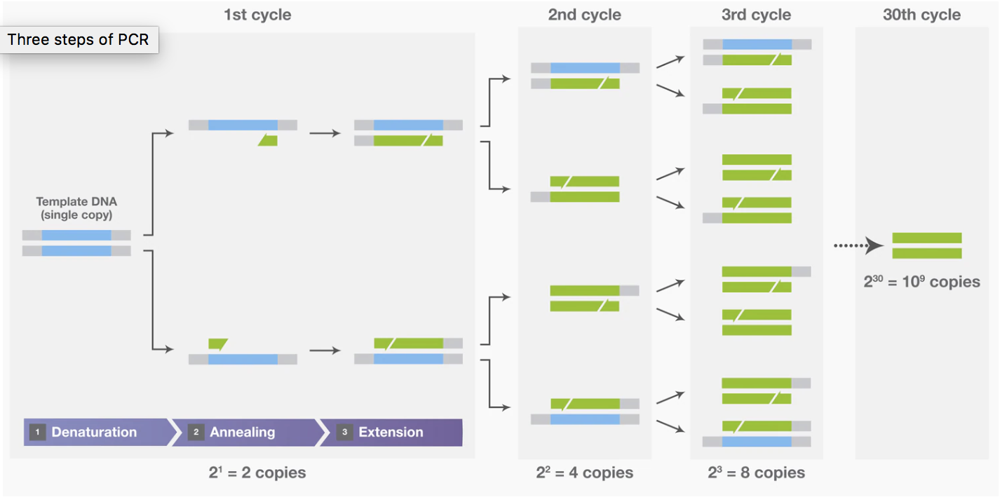 1st cycle
2nd cycle
3rd cycle
30th cycle
Three steps of PCR
Template DNA
(single copy)
2³⁰ = 10⁹ copies
1 Denaturation
2 Annealing
3 Extension
2¹ = 2 copies
2² = 4 copies
2³ = 8 copies